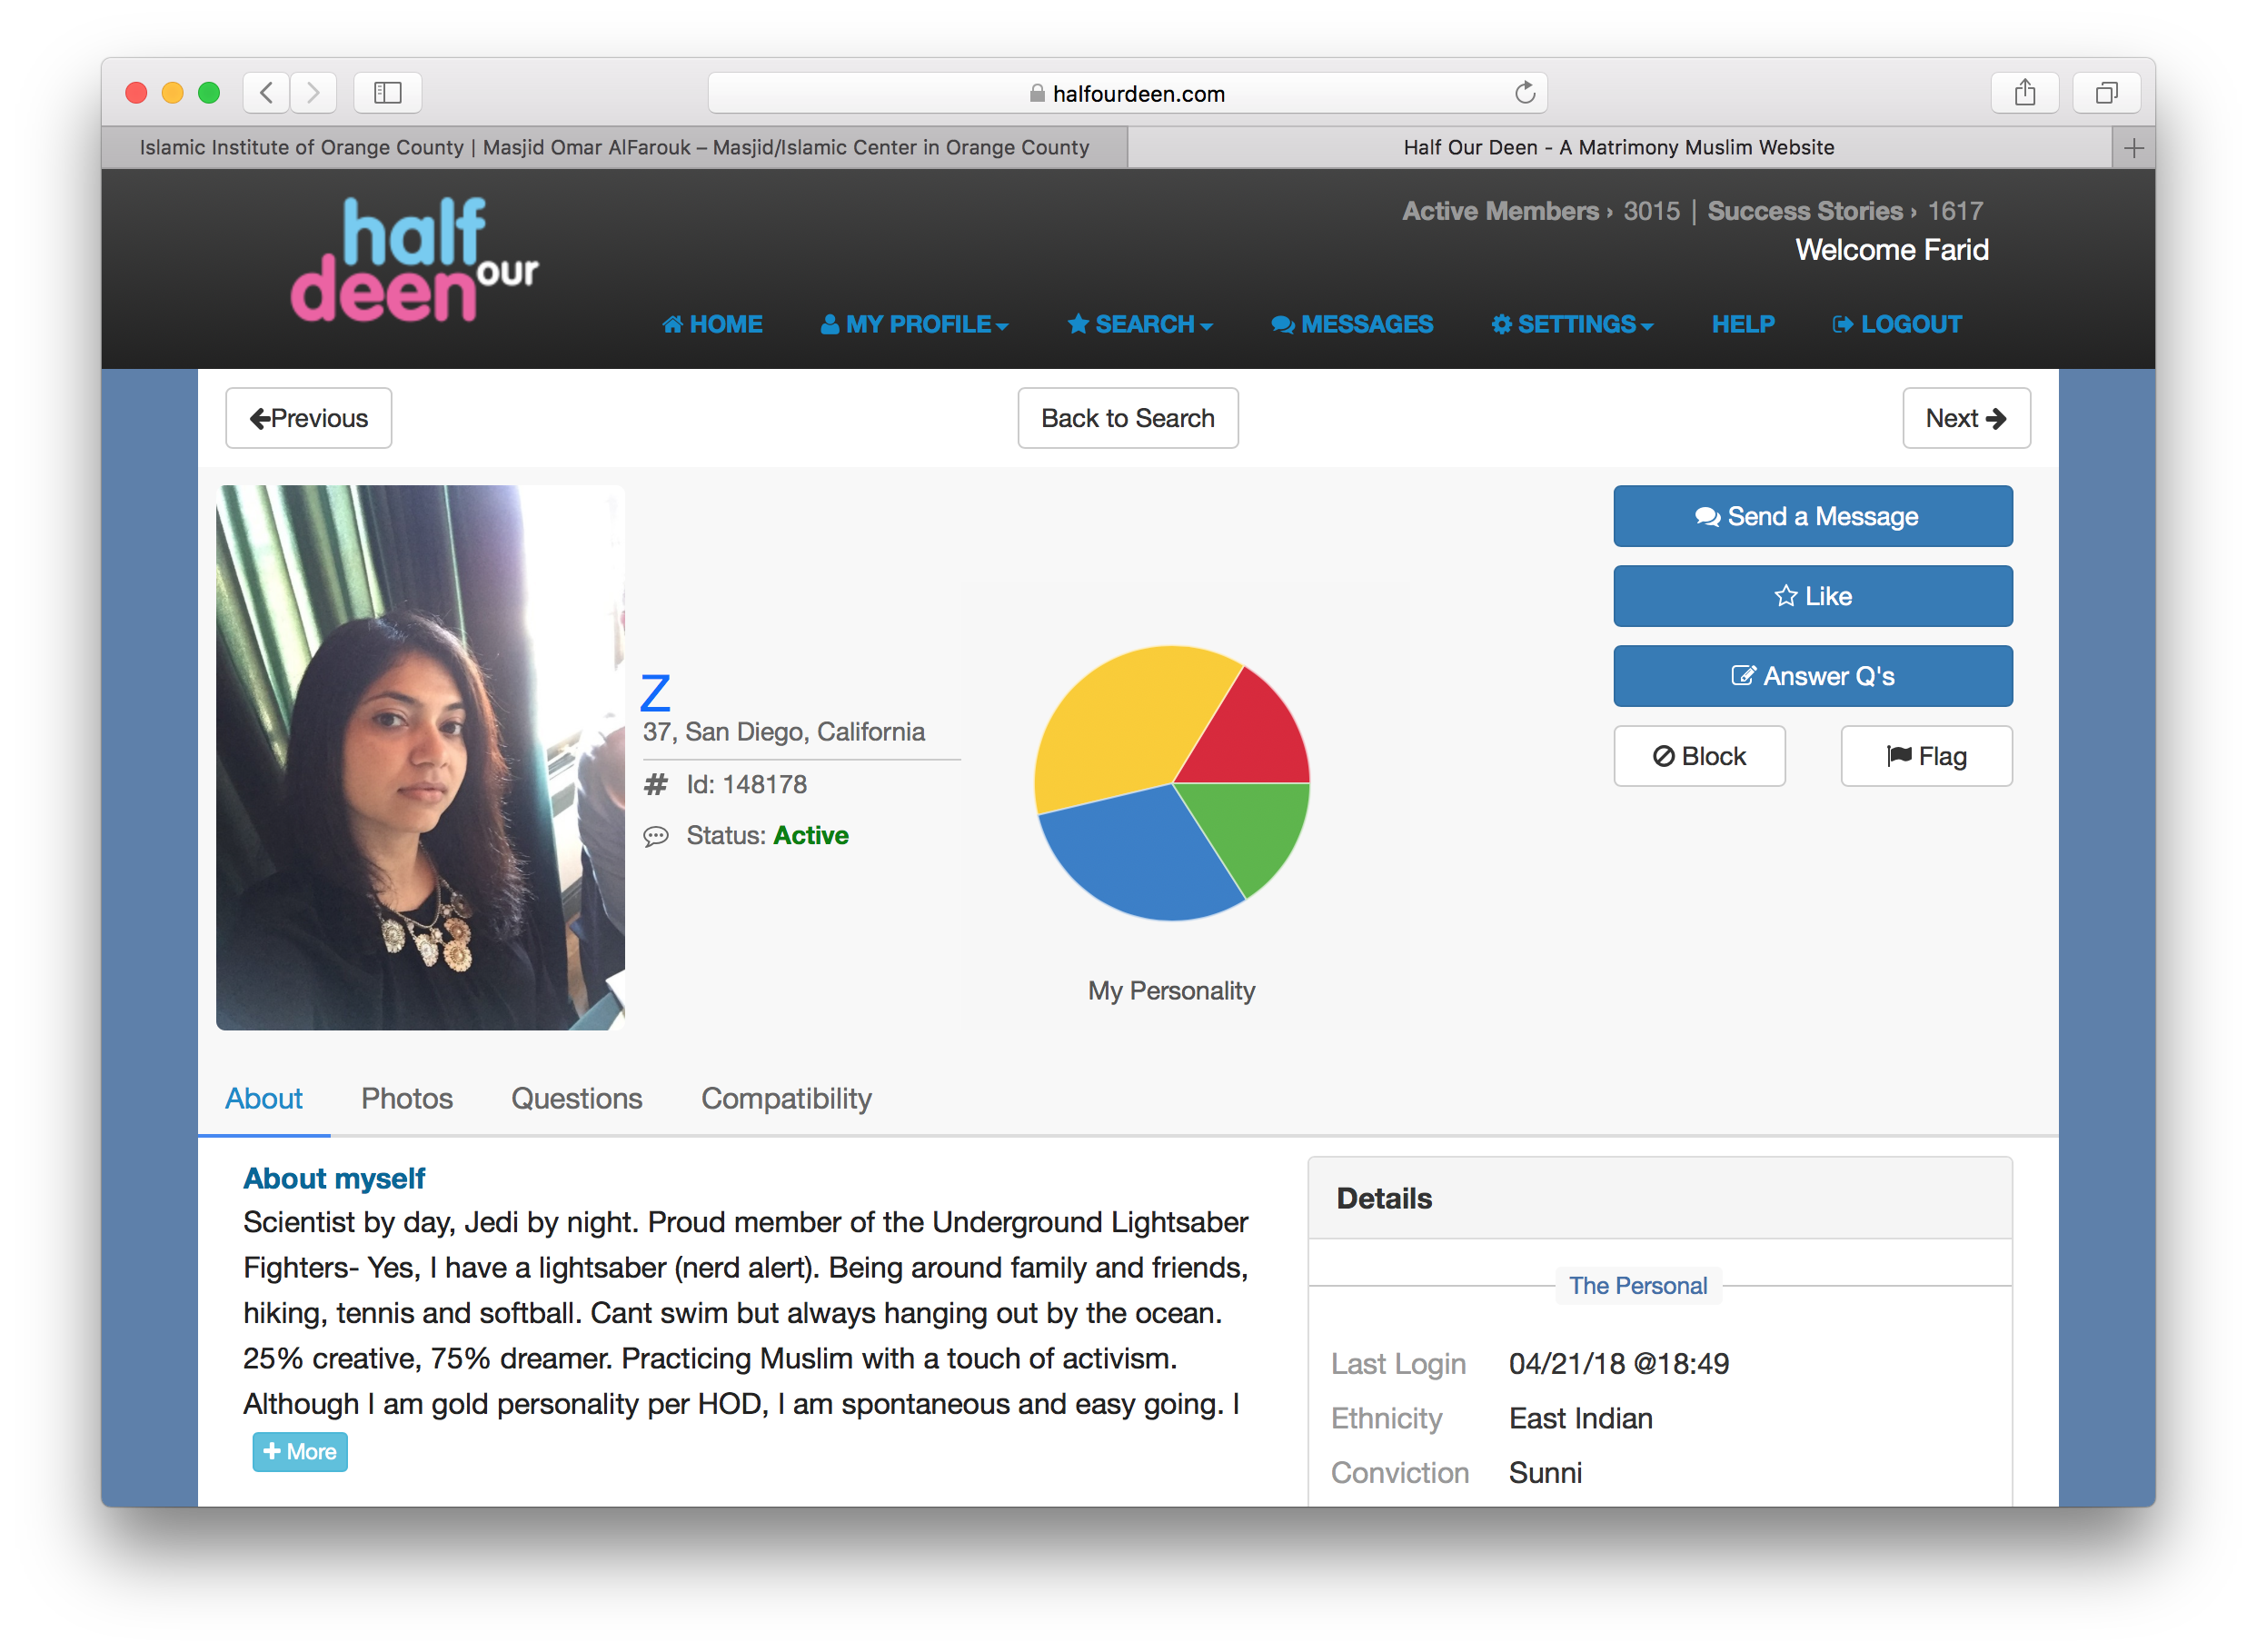 halfourdeen.com
Islamic Institute of Orange County | Masjid Omar AlFarouk – Masjid/Islamic Center in Orange County
Half Our Deen - A Matrimony Muslim Website
half
our
deen
Active Members › 3015 | Success Stories › 1617
Welcome Farid
HOME MY PROFILE SEARCH MESSAGES SETTINGS HELP LOGOUT
Previous
Back to Search
Next
Send a Message
Like
Answer Q's
Block
Flag
Z
37, San Diego, California
# Id: 148178
Status: Active
My Personality
About Photos Questions Compatibility
About myself
Scientist by day, Jedi by night. Proud member of the Underground Lightsaber
Fighters- Yes, I have a lightsaber (nerd alert). Being around family and friends,
hiking, tennis and softball. Cant swim but always hanging out by the ocean.
25% creative, 75% dreamer. Practicing Muslim with a touch of activism.
Although I am gold personality per HOD, I am spontaneous and easy going. I
+ More
Details
The Personal
Last Login 04/21/18 @18:49
Ethnicity East Indian
Conviction Sunni